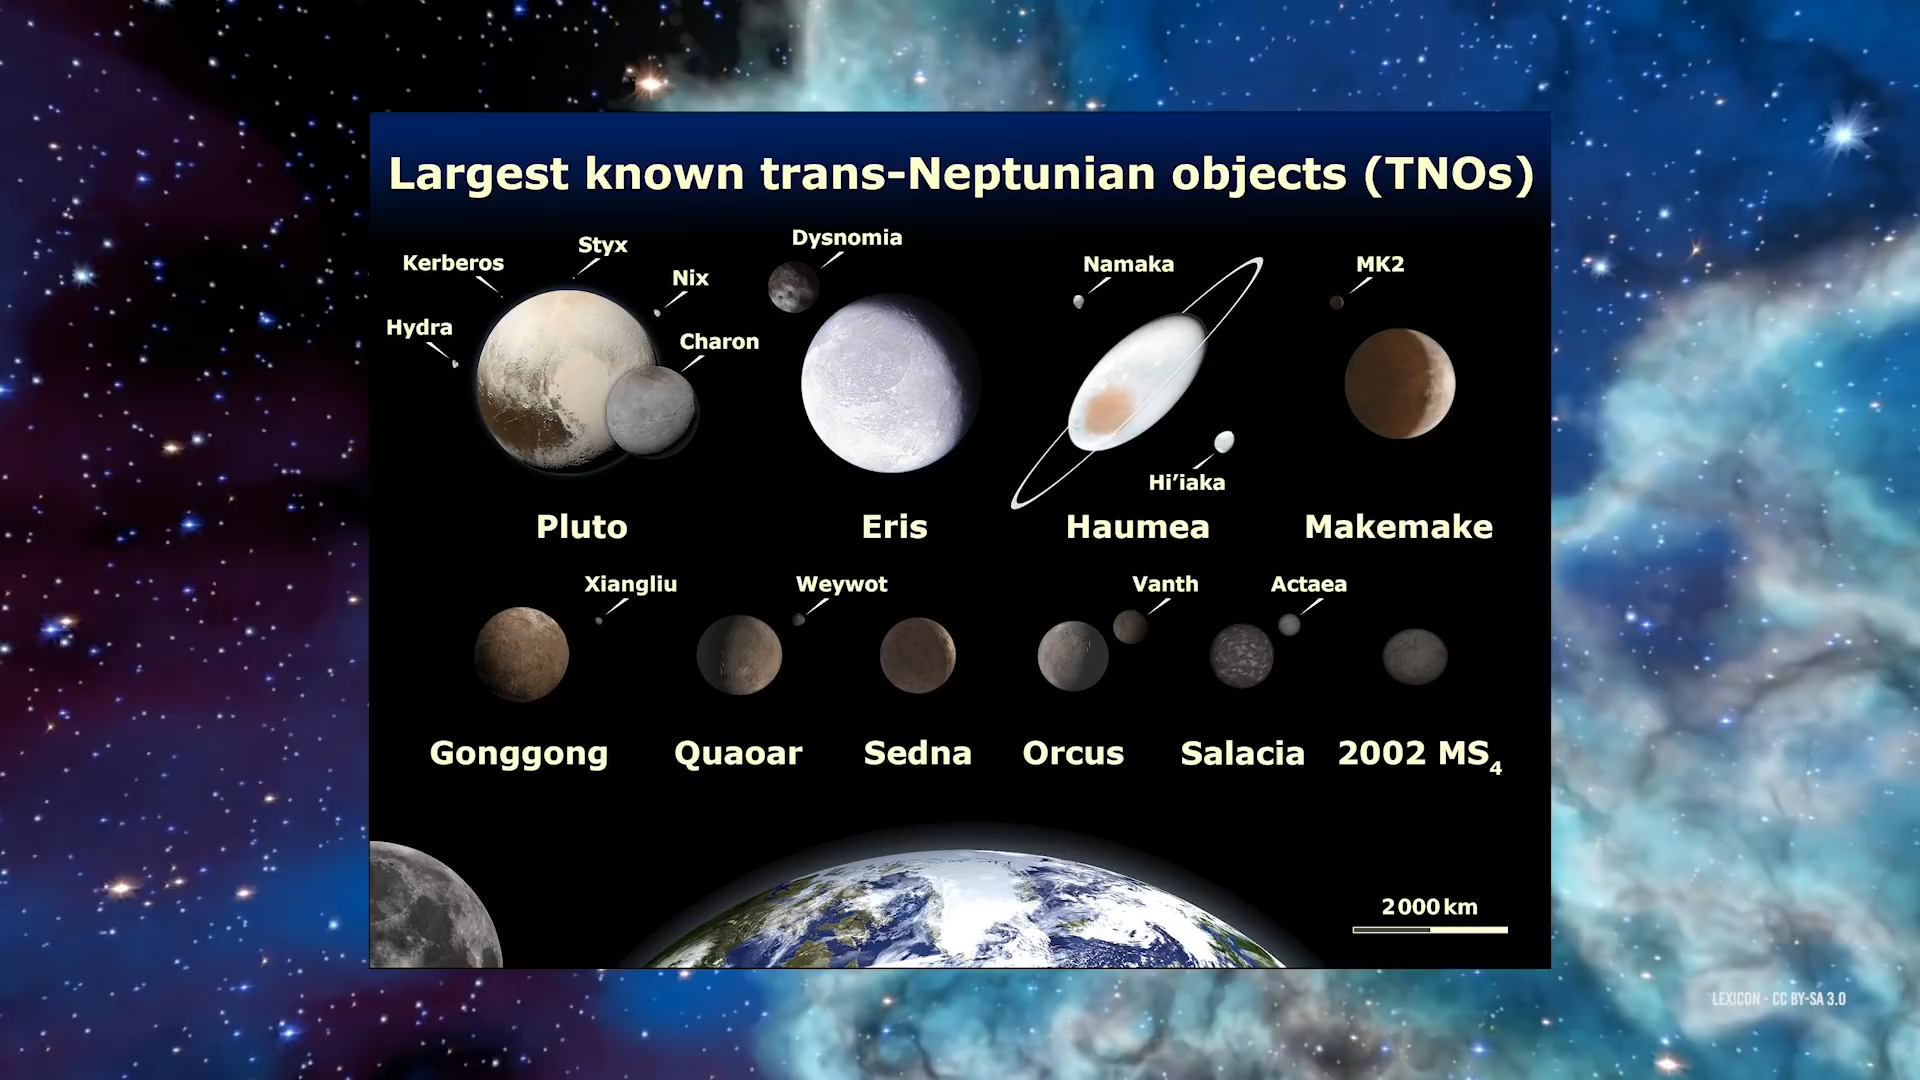 Largest known trans-Neptunian objects (TNOs)
Kerberos
Styx
Nix
Hydra
Charon
Dysnomia
Namaka
Hi’iaka
MK2
Pluto
Eris
Haumea
Makemake
Xiangliu
Weywot
Vanth
Actaea
Gonggong
Quaoar
Sedna
Orcus
Salacia
2002 MS₄
2000 km
LEXICON - CC BY-SA 3.0